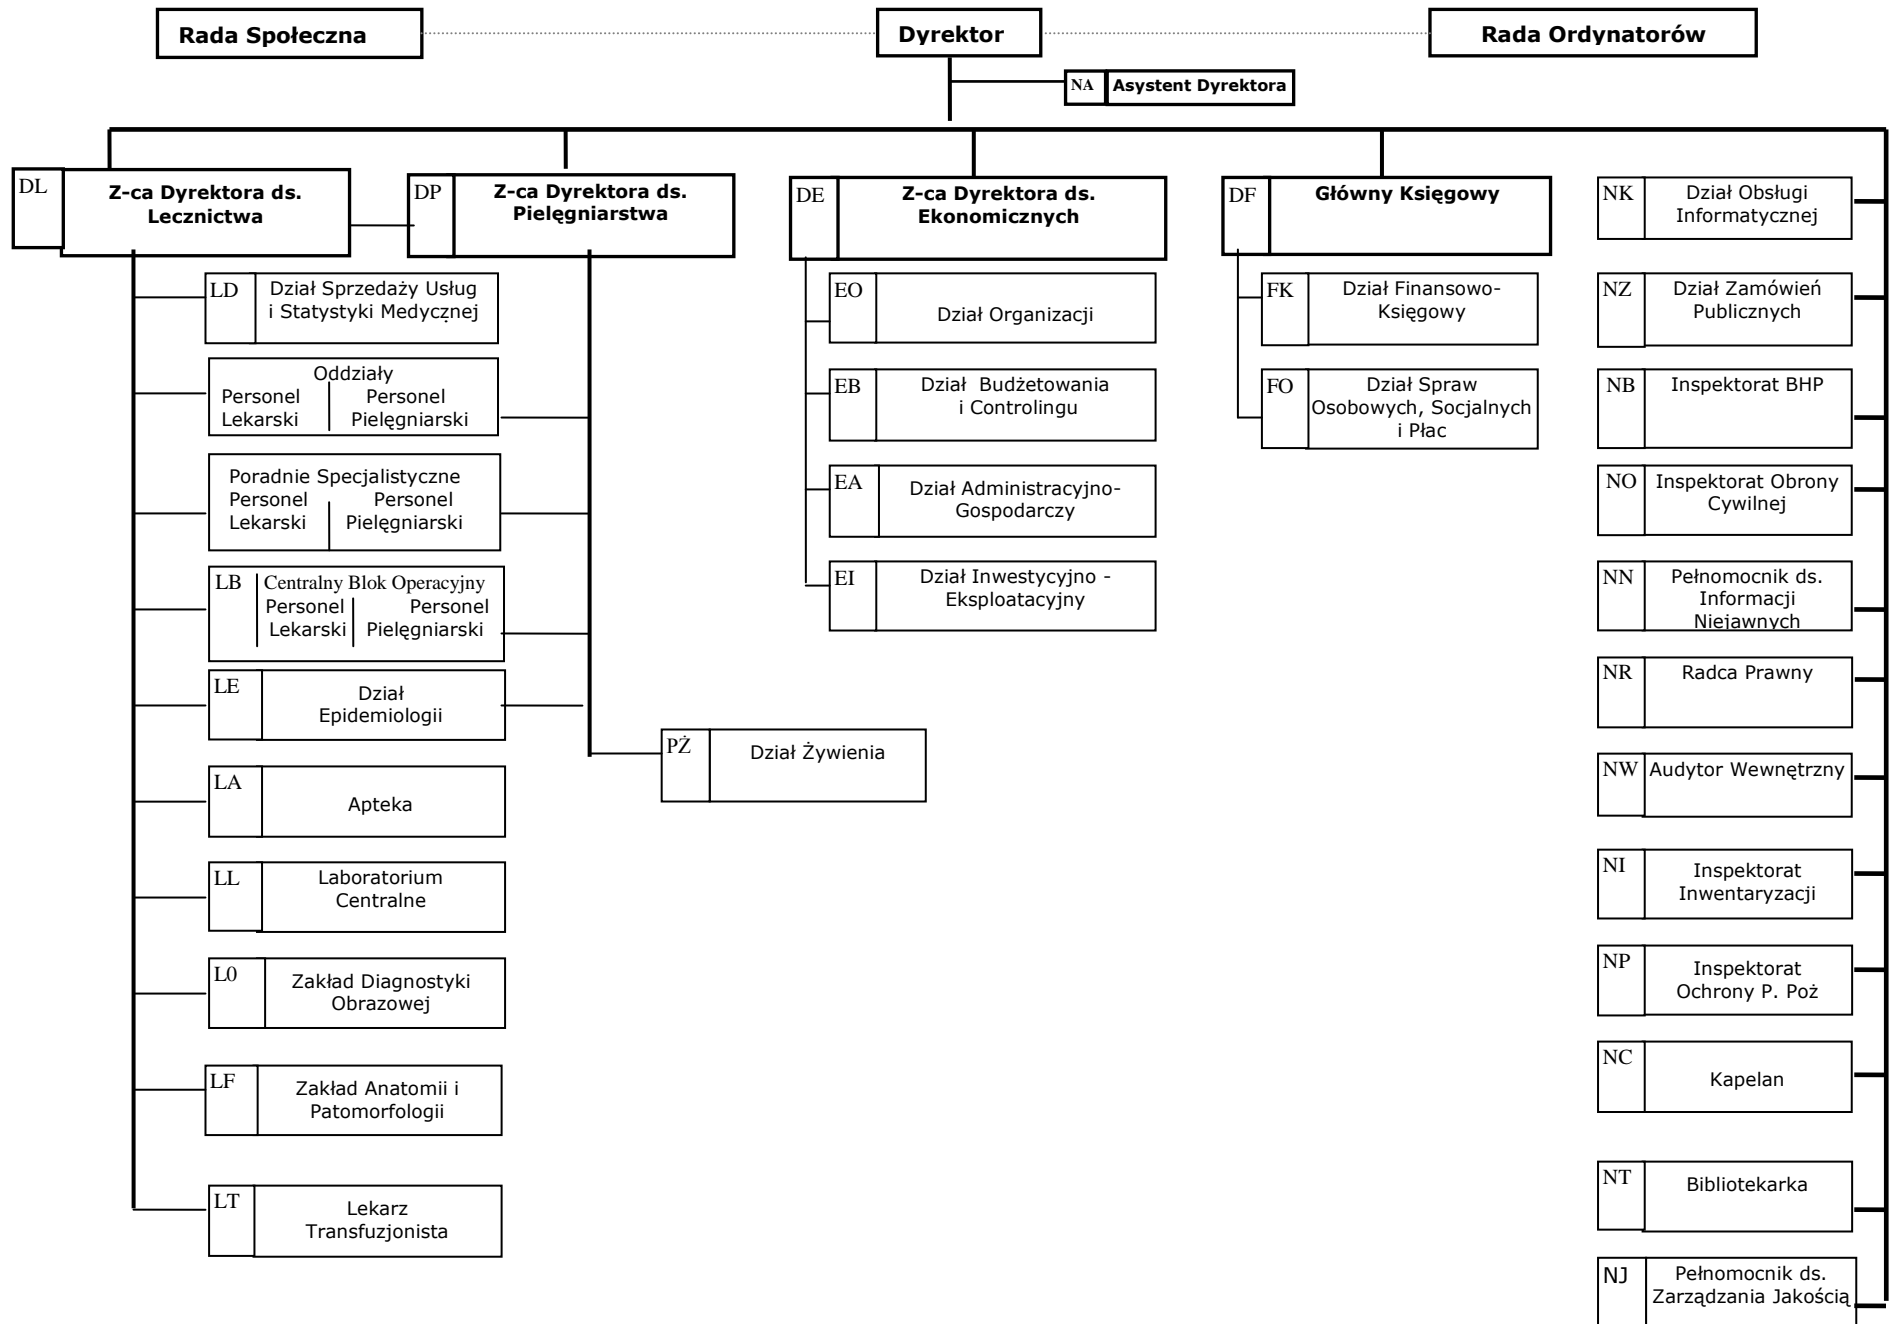 Rada Społeczna
Dyrektor
Rada Ordynatorów
NA Asystent Dyrektora
DL Z-ca Dyrektora ds.
Lecznictwa
DP Z-ca Dyrektora ds.
Pielęgniarstwa
DE Z-ca Dyrektora ds.
Ekonomicznych
DF Główny Księgowy
LD Dział Sprzedaży Usług
i Statystyki Medycznej
Oddziały
Personel Personel
Lekarski Pielęgniarski
Poradnie Specjalistyczne
Personel Personel
Lekarski Pielęgniarski
LB Centralny Blok Operacyjny
Personel Personel
Lekarski Pielęgniarski
LE Dział
Epidemiologii
LA
Apteka
LL Laboratorium
Centralne
L0 Zakład Diagnostyki
Obrazowej
LF Zakład Anatomii i
Patomorfologii
LT Lekarz
Transfuzjonista
PŻ Dział Żywienia
EO
Dział Organizacji
EB Dział Budżetowania
i Controlingu
EA Dział Administracyjno-
Gospodarczy
EI Dział Inwestycyjno -
Eksploatacyjny
FK Dział Finansowo-
Księgowy
FO Dział Spraw
Osobowych, Socjalnych
i Płac
NK Dział Obsługi
Informatycznej
NZ Dział Zamówień
Publicznych
NB Inspektorat BHP
NO Inspektorat Obrony
Cywilnej
NN Pełnomocnik ds.
Informacji
Niejawnych
NR Radca Prawny
NW Audytor Wewnętrzny
NI Inspektorat
Inwentaryzacji
NP Inspektorat
Ochrony P. Poż
NC
Kapelan
NT Bibliotekarka
NJ Pełnomocnik ds.
Zarządzania Jakością